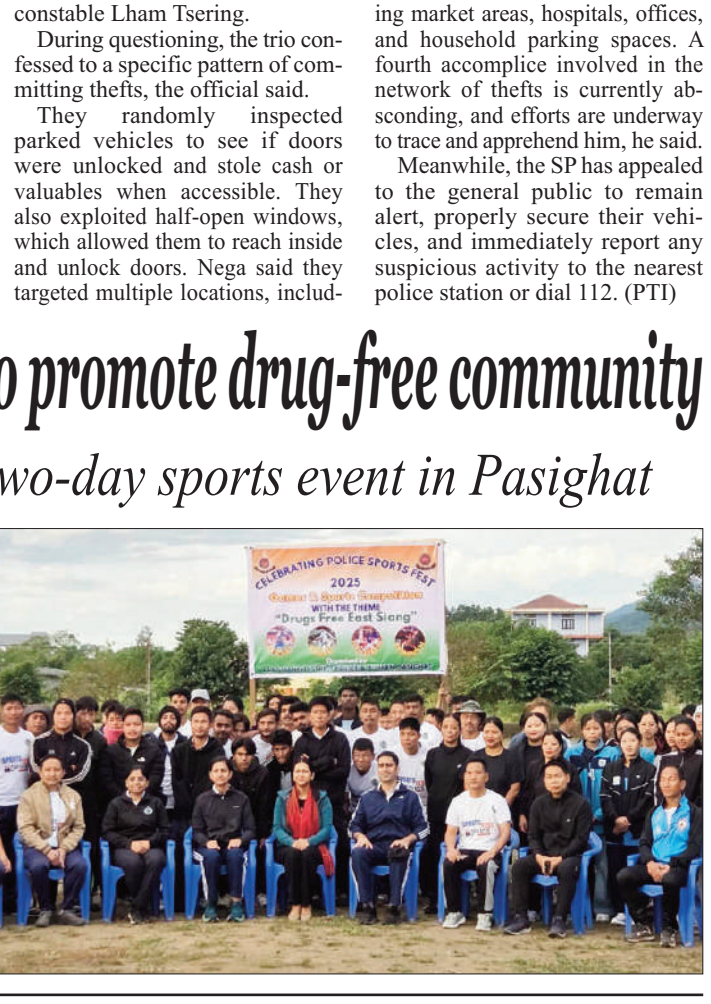 constable Lham Tsering.
During questioning, the trio con-
fessed to a specific pattern of com-
mitting thefts, the official said.
They randomly inspected
parked vehicles to see if doors
were unlocked and stole cash or
valuables when accessible. They
also exploited half-open windows,
which allowed them to reach inside
and unlock doors. Nega said they
targeted multiple locations, includ-
ing market areas, hospitals, offices,
and household parking spaces. A
fourth accomplice involved in the
network of thefts is currently ab-
sconding, and efforts are underway
to trace and apprehend him, he said.
Meanwhile, the SP has appealed
to the general public to remain
alert, properly secure their vehi-
cles, and immediately report any
suspicious activity to the nearest
police station or dial 112. (PTI)
o promote drug-free community
wo-day sports event in Pasighat
CELEBRATING POLICE SPORTS FEST
2025
Games & Sports Competition
WITH THE THEME
"Drugs Free East Siang"
Organised by